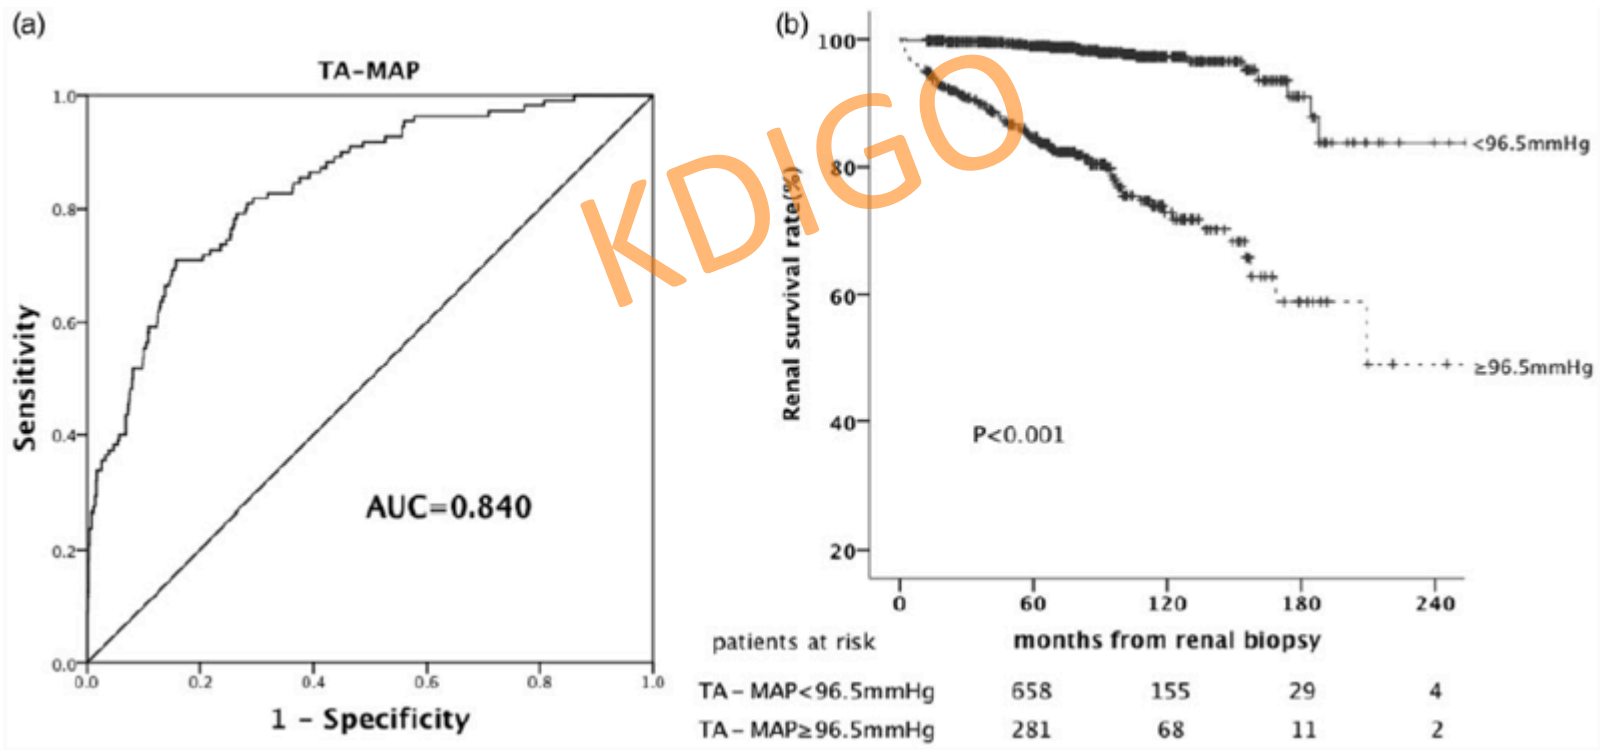 (a)
TA-MAP
1.0
0.8
0.6
0.4
0.2
0.0
Sensitivity
0.0 0.2 0.4 0.6 0.8 1.0
1 - Specificity
AUC=0.840
(b)
100
80
60
40
20
Renal survival rate(%)
<96.5mmHg
≥96.5mmHg
P<0.001
0 60 120 180 240
months from renal biopsy
patients at risk
TA-MAP<96.5mmHg 658 155 29 4
TA-MAP≥96.5mmHg 281 68 11 2
KDIGO